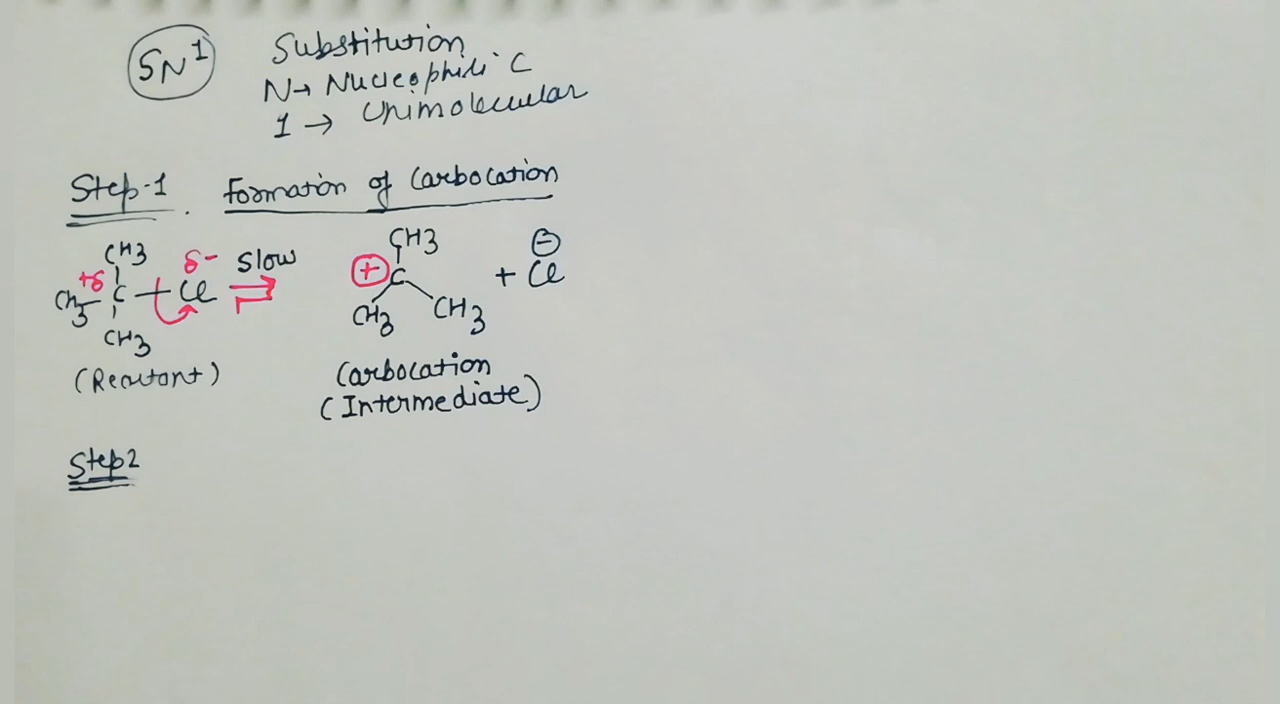 SN1 Substitution
N→ Nucleophilic
1 → Unimolecular
Step-1. Formation of Carbocation
CH3 CH3 ⊖
+δ δ- Slow ⊕
CH3 – C – Cl C + Cl
CH3 CH3 CH3
(Reactant) Carbocation
(Intermediate)
Step2